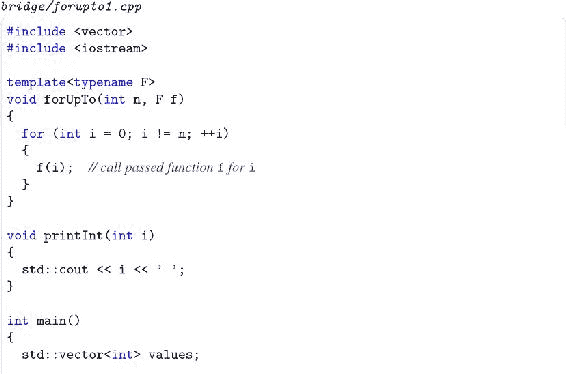 bridge/forupto1.cpp
#include <vector>
#include <iostream>
template<typename F>
void forUpTo(int n, F f)
{
for (int i = 0; i != n; ++i)
{
f(i); // call passed function f for i
}
}
void printInt(int i)
{
std::cout << i << ' ';
}
int main()
{
std::vector<int> values;